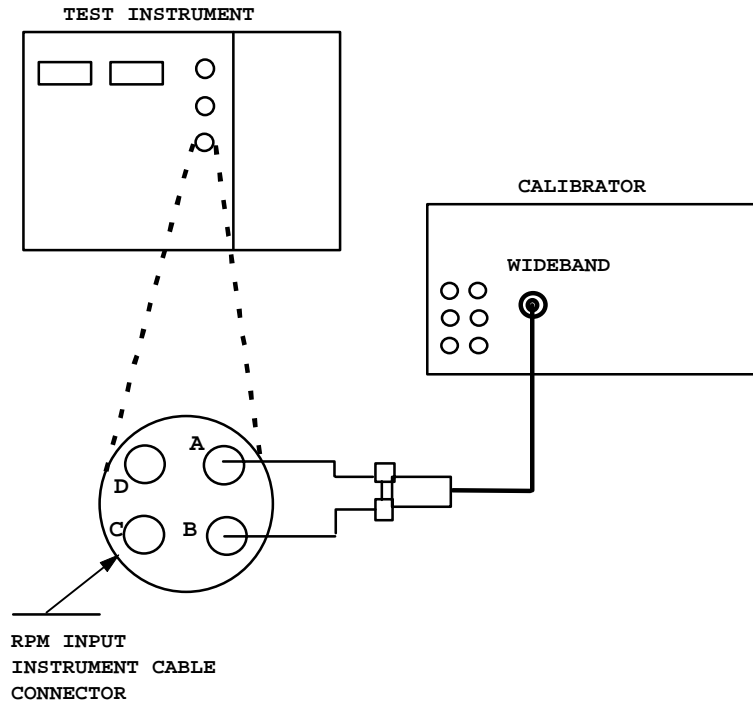 TEST INSTRUMENT
CALIBRATOR
WIDEBAND
A
D
C
B
RPM INPUT
INSTRUMENT CABLE
CONNECTOR